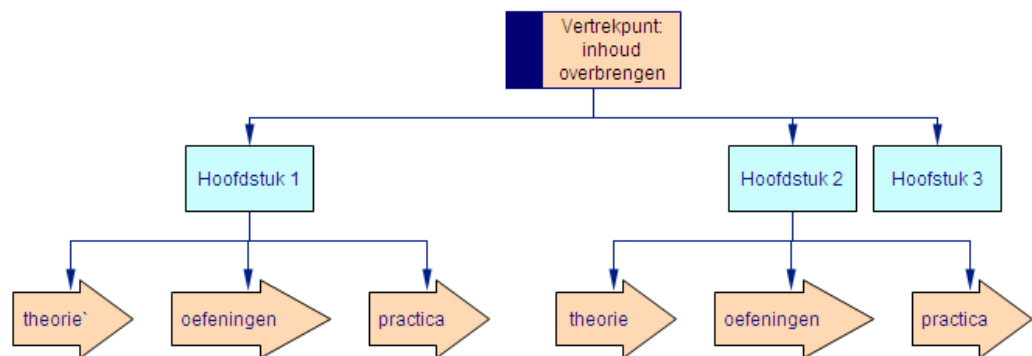 Vertrekpunt:
inhoud
overbrengen
Hoofdstuk 1
Hoofdstuk 2
Hoofstuk 3
theorie`
oefeningen
practica
theorie
oefeningen
practica